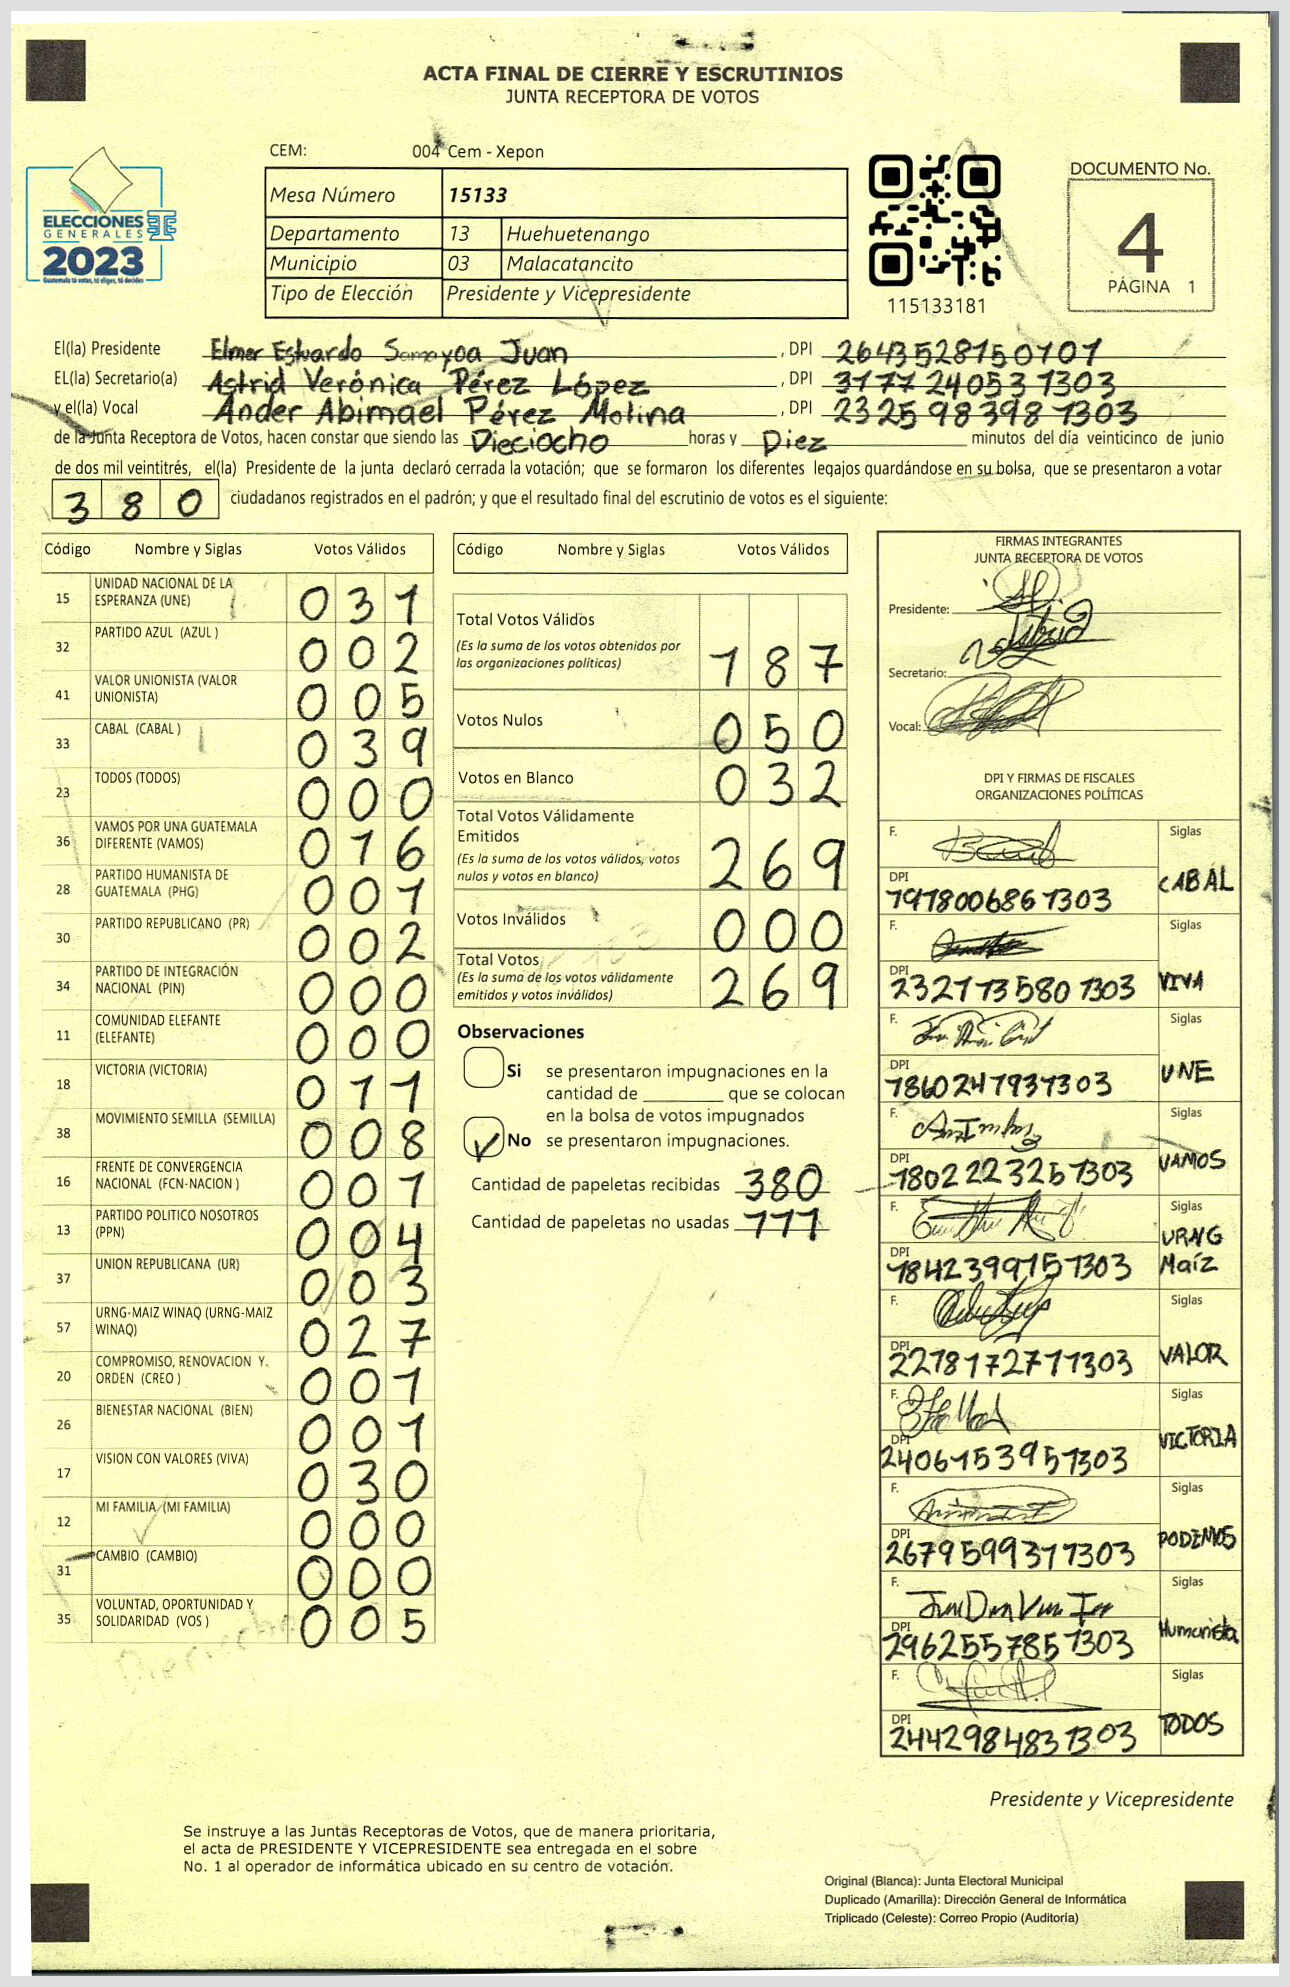 ACTA FINAL DE CIERRE Y ESCRUTINIOS
JUNTA RECEPTORA DE VOTOS
CEM: 004 Cem - Xepon
Mesa Número 15133
Departamento 13 Huehuetenango
Municipio 03 Malacatancito
Tipo de Elección Presidente y Vicepresidente
ELECCIONES
GENERALES
2023
Guatemala tú votas, tú eliges, tú decides
115133181
DOCUMENTO No.
4
PÁGINA 1
El(la) Presidente Elmer Estuardo Samayoa Juan , DPI 2643528150101
EL(la) Secretario(a) Astrid Verónica Pérez López , DPI 3177240531303
y el(la) Vocal Ander Abimael Pérez Molina , DPI 2325983981303
de la Junta Receptora de Votos, hacen constar que siendo las Dieciocho horas y Diez minutos del día veinticinco de junio
de dos mil veintitrés, el(la) Presidente de la junta declaró cerrada la votación; que se formaron los diferentes legajos guardándose en su bolsa, que se presentaron a votar
380 ciudadanos registrados en el padrón; y que el resultado final del escrutinio de votos es el siguiente:
Código Nombre y Siglas Votos Válidos
15 UNIDAD NACIONAL DE LA ESPERANZA (UNE) 031
32 PARTIDO AZUL (AZUL ) 002
41 VALOR UNIONISTA (VALOR UNIONISTA) 005
33 CABAL (CABAL ) 039
23 TODOS (TODOS) 000
36 VAMOS POR UNA GUATEMALA DIFERENTE (VAMOS) 016
28 PARTIDO HUMANISTA DE GUATEMALA (PHG) 001
30 PARTIDO REPUBLICANO (PR) 002
34 PARTIDO DE INTEGRACIÓN NACIONAL (PIN) 000
11 COMUNIDAD ELEFANTE (ELEFANTE) 000
18 VICTORIA (VICTORIA) 011
38 MOVIMIENTO SEMILLA (SEMILLA) 008
16 FRENTE DE CONVERGENCIA NACIONAL (FCN-NACION ) 001
13 PARTIDO POLITICO NOSOTROS (PPN) 004
37 UNION REPUBLICANA (UR) 003
57 URNG-MAIZ WINAQ (URNG-MAIZ WINAQ) 027
20 COMPROMISO, RENOVACION Y. ORDEN (CREO ) 001
26 BIENESTAR NACIONAL (BIEN) 001
17 VISION CON VALORES (VIVA) 030
12 MI FAMILIA (MI FAMILIA) 000
31 CAMBIO (CAMBIO) 000
35 VOLUNTAD, OPORTUNIDAD Y SOLIDARIDAD (VOS ) 005
Código Nombre y Siglas Votos Válidos
Total Votos Válidos
(Es la suma de los votos obtenidos por
las organizaciones políticas) 187
Votos Nulos 050
Votos en Blanco 032
Total Votos Válidamente
Emitidos
(Es la suma de los votos válidos, votos
nulos y votos en blanco) 269
Votos Inválidos 000
Total Votos
(Es la suma de los votos válidamente
emitidos y votos inválidos) 269
Observaciones
Si se presentaron impugnaciones en la
cantidad de ________ que se colocan
en la bolsa de votos impugnados
No se presentaron impugnaciones.
Cantidad de papeletas recibidas 380
Cantidad de papeletas no usadas 111
FIRMAS INTEGRANTES
JUNTA RECEPTORA DE VOTOS
Presidente:
Secretario:
Vocal:
DPI Y FIRMAS DE FISCALES
ORGANIZACIONES POLÍTICAS
F. Siglas
DPI 19178006861303 CABAL
F. Siglas
DPI 2321135801303 VIVA
F. Siglas
DPI 1860247931303 UNE
F. Siglas
DPI 1802223251303 VAMOS
F. Siglas
DPI 1842399151303 URNG Maíz
F. Siglas
DPI 2218172711303 VALOR
F. Siglas
DPI 2406153951303 VICTORIA
F. Siglas
DPI 2679599311303 PODEMOS
F. Siglas
DPI 2962557851303 Humanista
F. Siglas
DPI 2442984831303 TODOS
Presidente y Vicepresidente
Se instruye a las Juntas Receptoras de Votos, que de manera prioritaria,
el acta de PRESIDENTE Y VICEPRESIDENTE sea entregada en el sobre
No. 1 al operador de informática ubicado en su centro de votación.
Original (Blanca): Junta Electoral Municipal
Duplicado (Amarilla): Dirección General de Informática
Triplicado (Celeste): Correo Propio (Auditoría)